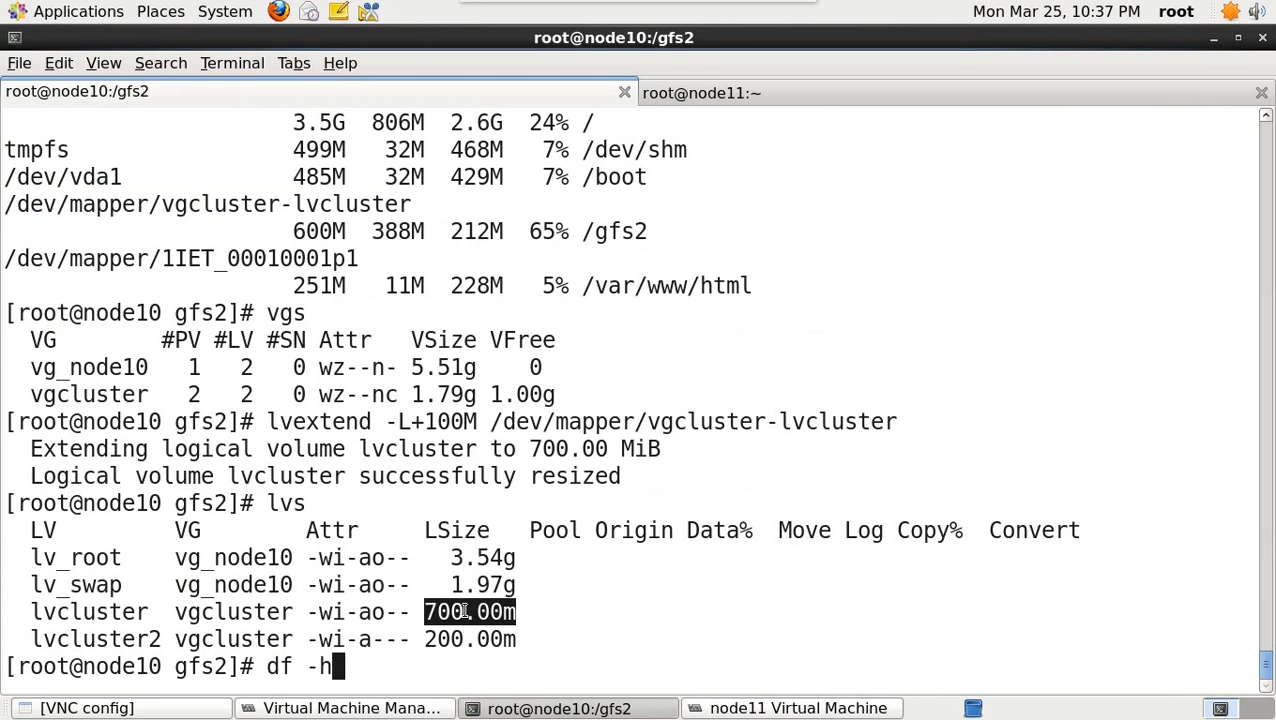 Applications Places System Mon Mar 25, 10:37 PM root
root@node10:/gfs2
File Edit View Search Terminal Tabs Help
root@node10:/gfs2 root@node11:~
3.5G 806M 2.6G 24% /
tmpfs 499M 32M 468M 7% /dev/shm
/dev/vda1 485M 32M 429M 7% /boot
/dev/mapper/vgcluster-lvcluster
600M 388M 212M 65% /gfs2
/dev/mapper/1IET_00010001p1
251M 11M 228M 5% /var/www/html
[root@node10 gfs2]# vgs
VG #PV #LV #SN Attr VSize VFree
vg_node10 1 2 0 wz--n- 5.51g 0
vgcluster 2 2 0 wz--nc 1.79g 1.00g
[root@node10 gfs2]# lvextend -L+100M /dev/mapper/vgcluster-lvcluster
Extending logical volume lvcluster to 700.00 MiB
Logical volume lvcluster successfully resized
[root@node10 gfs2]# lvs
LV VG Attr LSize Pool Origin Data% Move Log Copy% Convert
lv_root vg_node10 -wi-ao-- 3.54g
lv_swap vg_node10 -wi-ao-- 1.97g
lvcluster vgcluster -wi-ao-- 700.00m
lvcluster2 vgcluster -wi-a--- 200.00m
[root@node10 gfs2]# df -h
[VNC config] Virtual Machine Mana... root@node10:/gfs2 node11 Virtual Machine